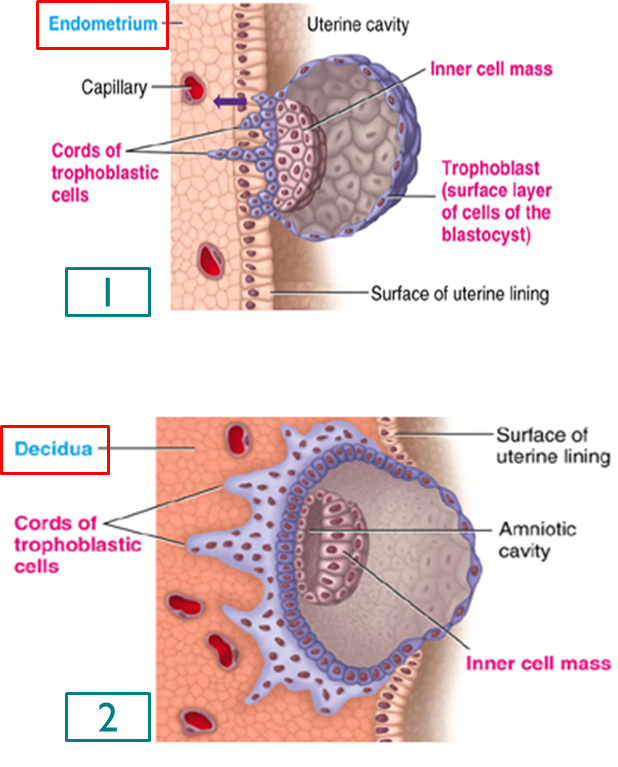 Endometrium
Uterine cavity
Inner cell mass
Capillary
Cords of
trophoblastic
cells
Trophoblast
(surface layer
of cells of the
blastocyst)
1
Surface of uterine lining
Decidua
Surface of
uterine lining
Cords of
trophoblastic
cells
Amniotic
cavity
Inner cell mass
2